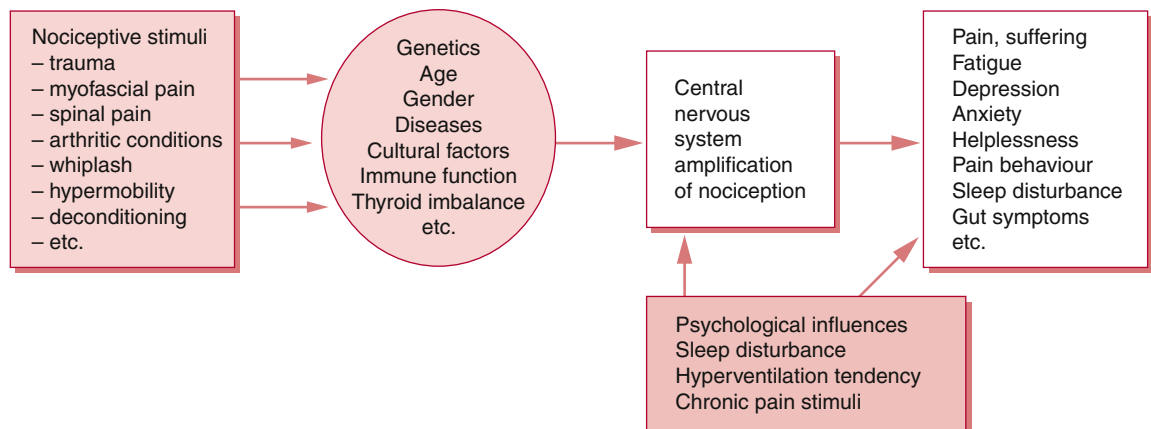 Nociceptive stimuli
– trauma
– myofascial pain
– spinal pain
– arthritic conditions
– whiplash
– hypermobility
– deconditioning
– etc.
Genetics
Age
Gender
Diseases
Cultural factors
Immune function
Thyroid imbalance
etc.
Central
nervous
system
amplification
of nociception
Pain, suffering
Fatigue
Depression
Anxiety
Helplessness
Pain behaviour
Sleep disturbance
Gut symptoms
etc.
Psychological influences
Sleep disturbance
Hyperventilation tendency
Chronic pain stimuli